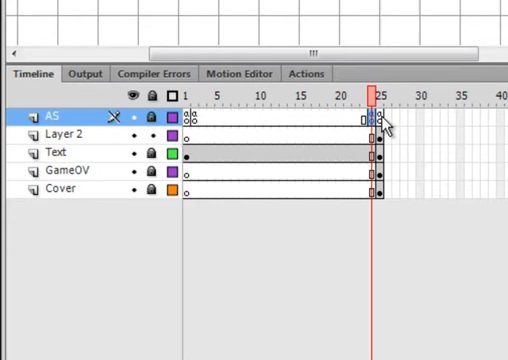 Timeline Output Compiler Errors Motion Editor Actions
1 5 10 15 20 25 30 35 40
AS
Layer 2
Text
GameOV
Cover